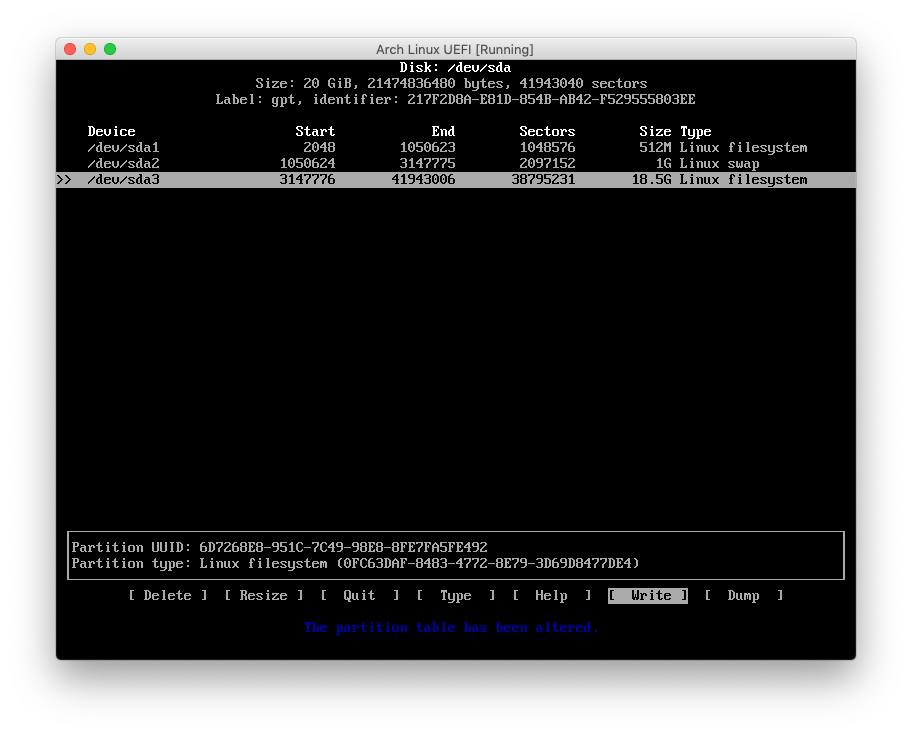 Arch Linux UEFI [Running]
Disk: /dev/sda
Size: 20 GiB, 21474836480 bytes, 41943040 sectors
Label: gpt, identifier: 217F2D8A-E81D-854B-AB42-F529555803EE
Device Start End Sectors Size Type
/dev/sda1 2048 1050623 1048576 512M Linux filesystem
/dev/sda2 1050624 3147775 2097152 1G Linux swap
>> /dev/sda3 3147776 41943006 38795231 18.5G Linux filesystem
Partition UUID: 6D7268E8-951C-7C49-98E8-8FE7FA5FE492
Partition type: Linux filesystem (0FC63DAF-8483-4772-8E79-3D69D8477DE4)
[ Delete ] [ Resize ] [ Quit ] [ Type ] [ Help ] [ Write ] [ Dump ]
The partition table has been altered.